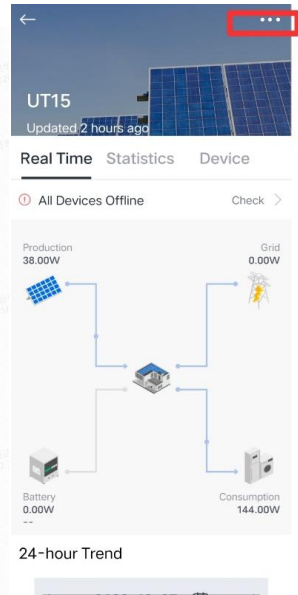 UT15
Updated 2 hours ago
Real Time Statistics Device
All Devices Offline Check
Production Grid
38.00W 0.00W
Battery Consumption
0.00W 144.00W
--
24-hour Trend